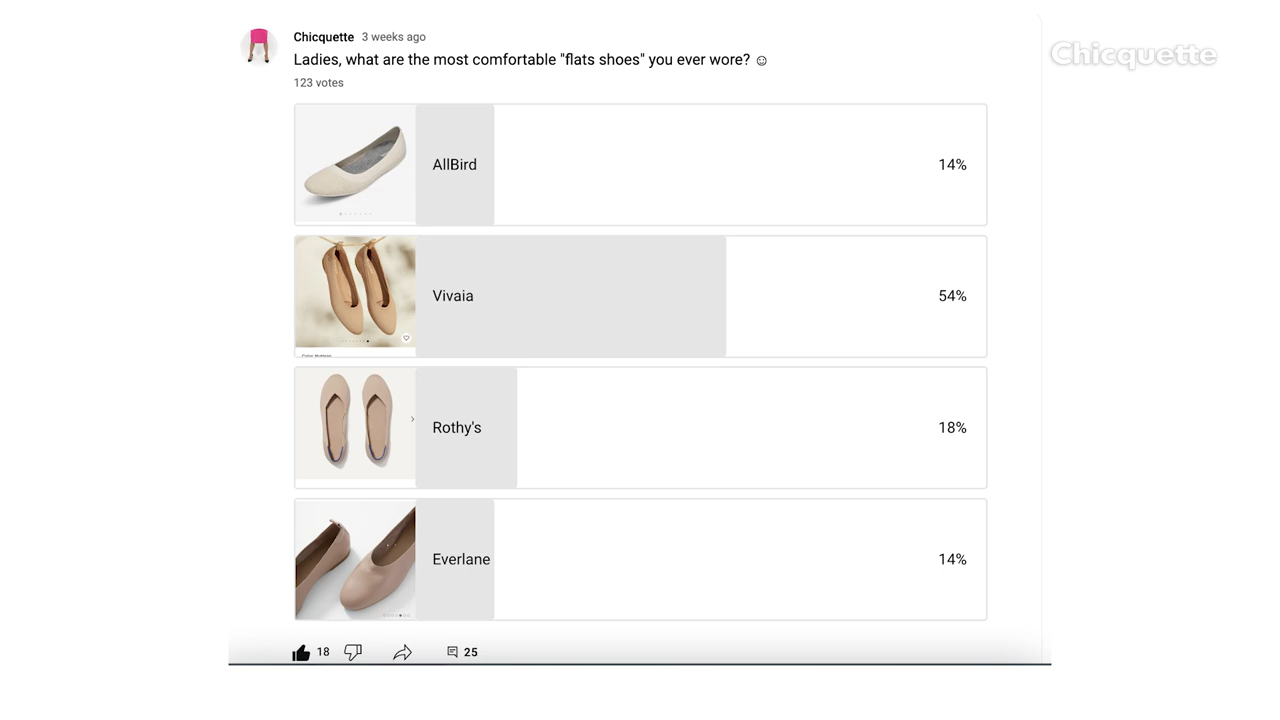 Chicquette 3 weeks ago
Chicquette
Ladies, what are the most comfortable "flats shoes" you ever wore? ☺
123 votes
AllBird 14%
Vivaia 54%
Rothy's 18%
Everlane 14%
18 25